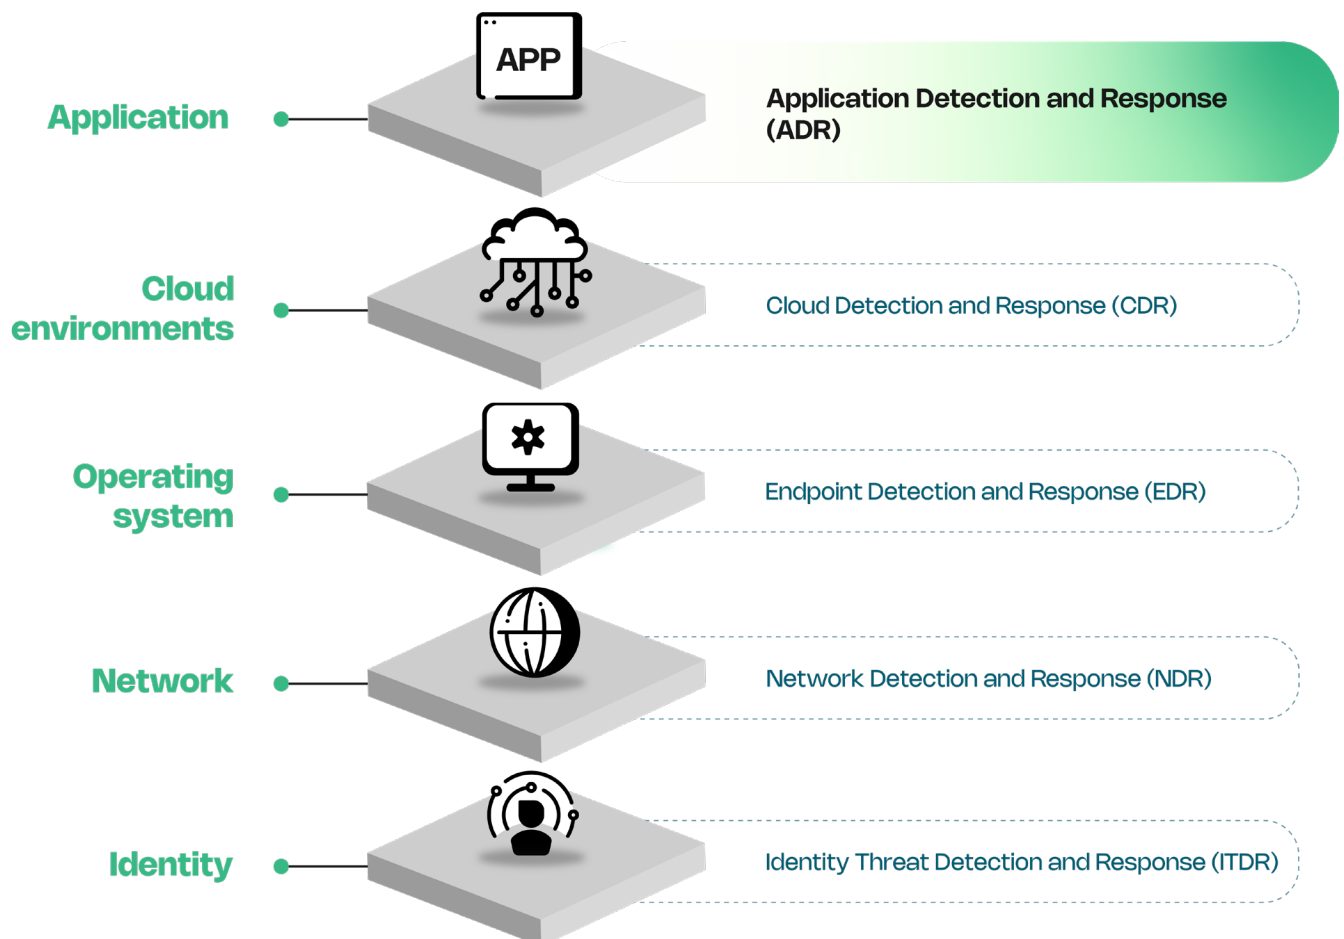 APP
Application
Application Detection and Response
(ADR)
Cloud
environments
Cloud Detection and Response (CDR)
Operating
system
Endpoint Detection and Response (EDR)
Network
Network Detection and Response (NDR)
Identity
Identity Threat Detection and Response (ITDR)